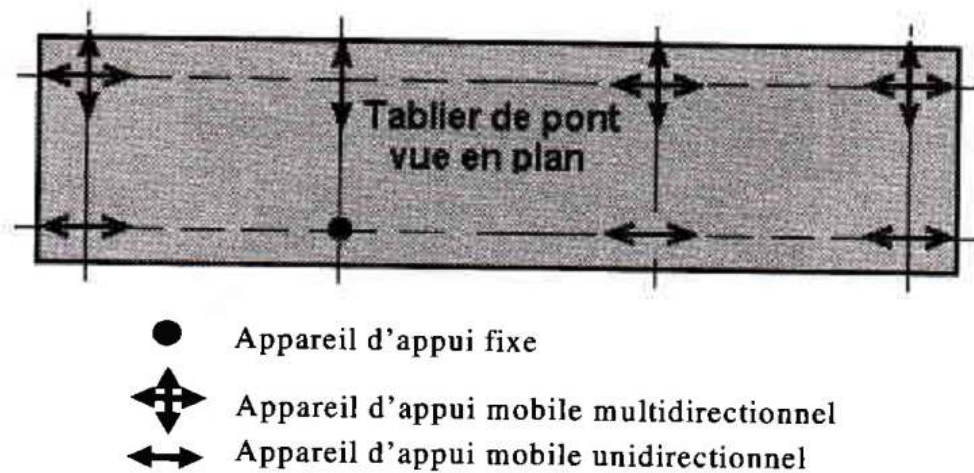 Tablier de pont
vue en plan
Appareil d'appui fixe
Appareil d'appui mobile multidirectionnel
Appareil d'appui mobile unidirectionnel